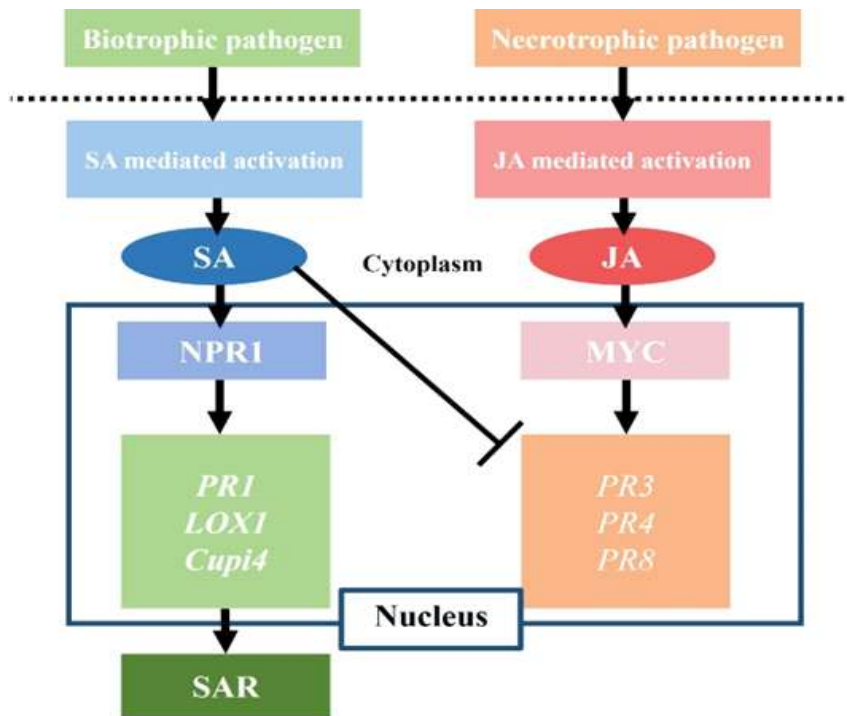 Biotrophic pathogen
Necrotrophic pathogen
SA mediated activation
JA mediated activation
SA
Cytoplasm
JA
NPR1
MYC
PR1
LOX1
Cupi4
PR3
PR4
PR8
Nucleus
SAR